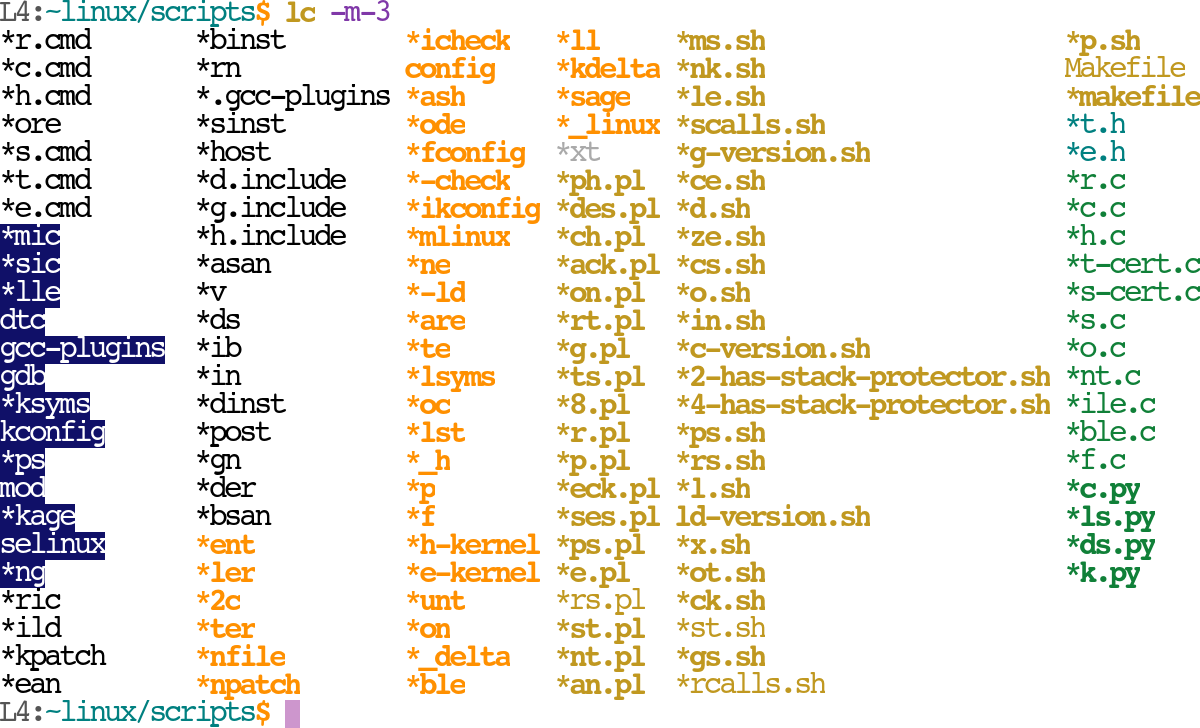 L4:~linux/scripts$ lc -m-3
*r.cmd *binst *icheck *ll *ms.sh *p.sh
*c.cmd *rn config *kdelta *nk.sh Makefile
*h.cmd *.gcc-plugins *ash *sage *le.sh *makefile
*ore *sinst *ode *_linux *scalls.sh *t.h
*s.cmd *host *fconfig *xt *g-version.sh *e.h
*t.cmd *d.include *-check *ph.pl *ce.sh *r.c
*e.cmd *g.include *ikconfig *des.pl *d.sh *c.c
*mic *h.include *mlinux *ch.pl *ze.sh *h.c
*sic *asan *ne *ack.pl *cs.sh *t-cert.c
*lle *v *-ld *on.pl *o.sh *s-cert.c
dtc *ds *are *rt.pl *in.sh *s.c
gcc-plugins *ib *te *g.pl *c-version.sh *o.c
gdb *in *lsyms *ts.pl *2-has-stack-protector.sh *nt.c
*ksyms *dinst *oc *8.pl *4-has-stack-protector.sh *ile.c
kconfig *post *lst *r.pl *ps.sh *ble.c
*ps *gn *_h *p.pl *rs.sh *f.c
mod *der *p *eck.pl *l.sh *c.py
*kage *bsan *f *ses.pl ld-version.sh *ls.py
selinux *ent *h-kernel *ps.pl *x.sh *ds.py
*ng *ler *e-kernel *e.pl *ot.sh *k.py
*ric *2c *unt *rs.pl *ck.sh
*ild *ter *on *st.pl *st.sh
*kpatch *nfile *_delta *nt.pl *gs.sh
*ean *npatch *ble *an.pl *rcalls.sh
L4:~linux/scripts$